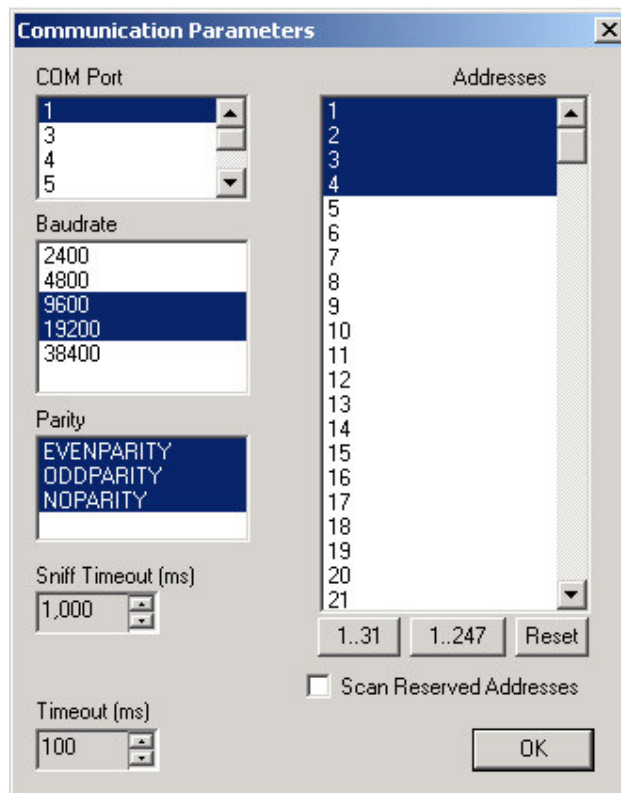 Communication Parameters
COM Port
1
3
4
5
Baudrate
2400
4800
9600
19200
38400
Parity
EVENPARITY
ODDPARITY
NOPARITY
Sniff Timeout (ms)
1,000
Timeout (ms)
100
Addresses
1
2
3
4
5
6
7
8
9
10
11
12
13
14
15
16
17
18
19
20
21
1..31 1..247 Reset
Scan Reserved Addresses
OK